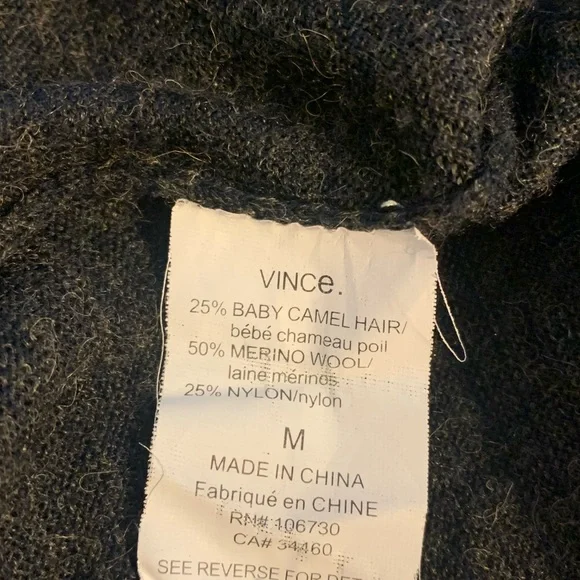 VINCe.
25% BABY CAMEL HAIR/
bébé chameau poil
50% MERINO WOOL/
laine mérinos
25% NYLON/nylon
M
MADE IN CHINA
Fabriqué en CHINE
RN# 106730
CA# 34460
SEE REVERSE FOR